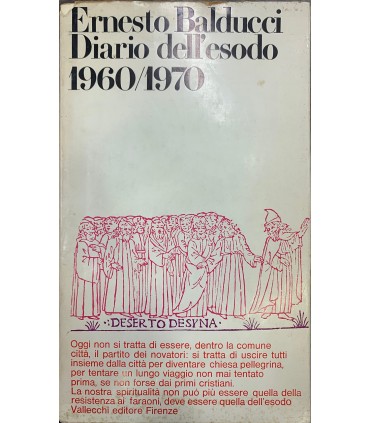 Ernesto Balducci
Diario dell'esodo
1960/1970
·:DESERTO DESYNA·
Oggi non si tratta di essere, dentro la comune
città, il partito dei novatori: si tratta di uscire tutti
insieme dalla città per diventare chiesa pellegrina,
per tentare un lungo viaggio non mai tentato
prima, se non forse dai primi cristiani.
La nostra spiritualità non può più essere quella della
resistenza ai faraoni, deve essere quella dell'esodo
Vallecchi editore Firenze